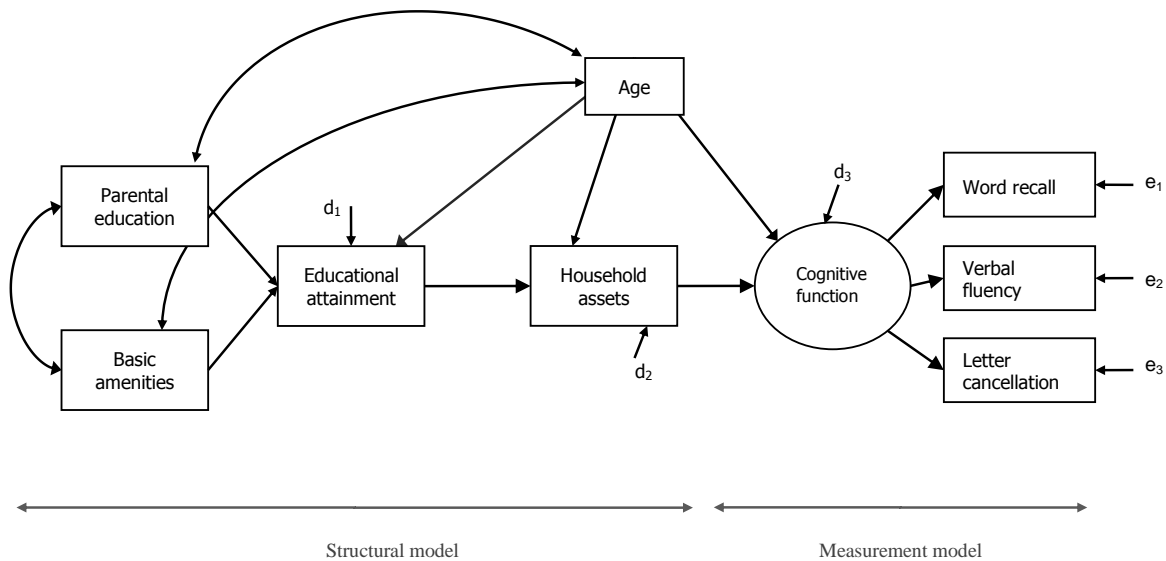 Age
Parental
education
d1
d3
Word recall
e1
Educational
attainment
Household
assets
Cognitive
function
Verbal
fluency
e2
Basic
amenities
d2
Letter
cancellation
e3
Structural model
Measurement model